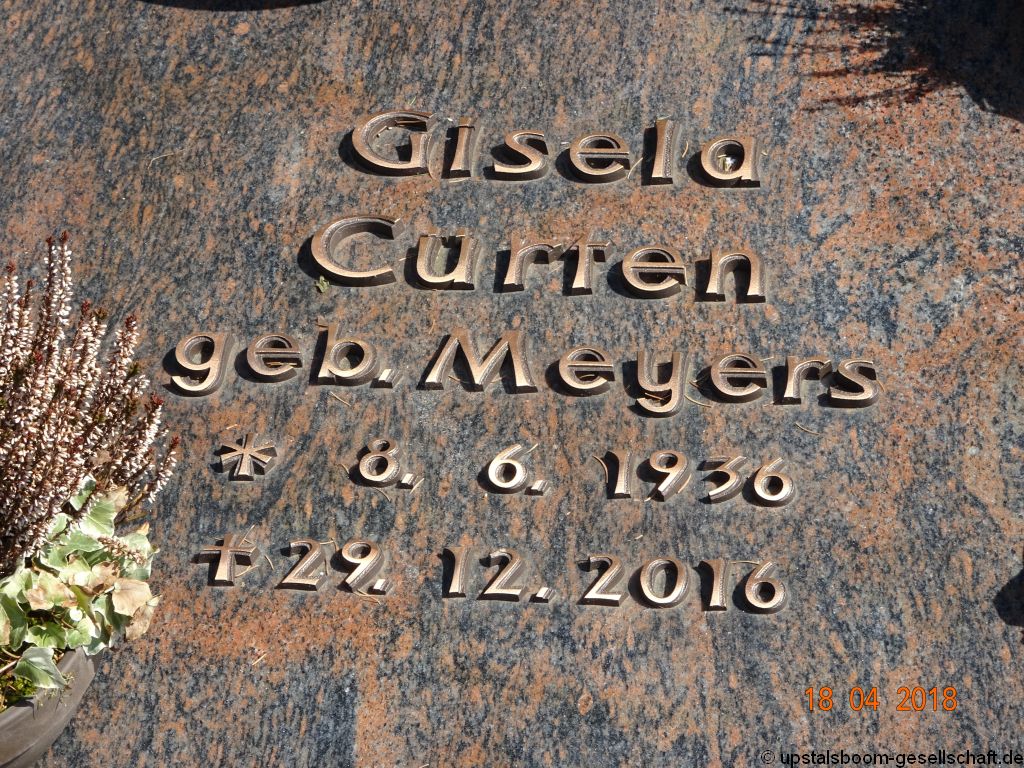 Gisela
Curten
geb. Meyers
* 8. 6. 1936
† 29. 12. 2016
18 04 2018
© upstalsboom-gesellschaft.de